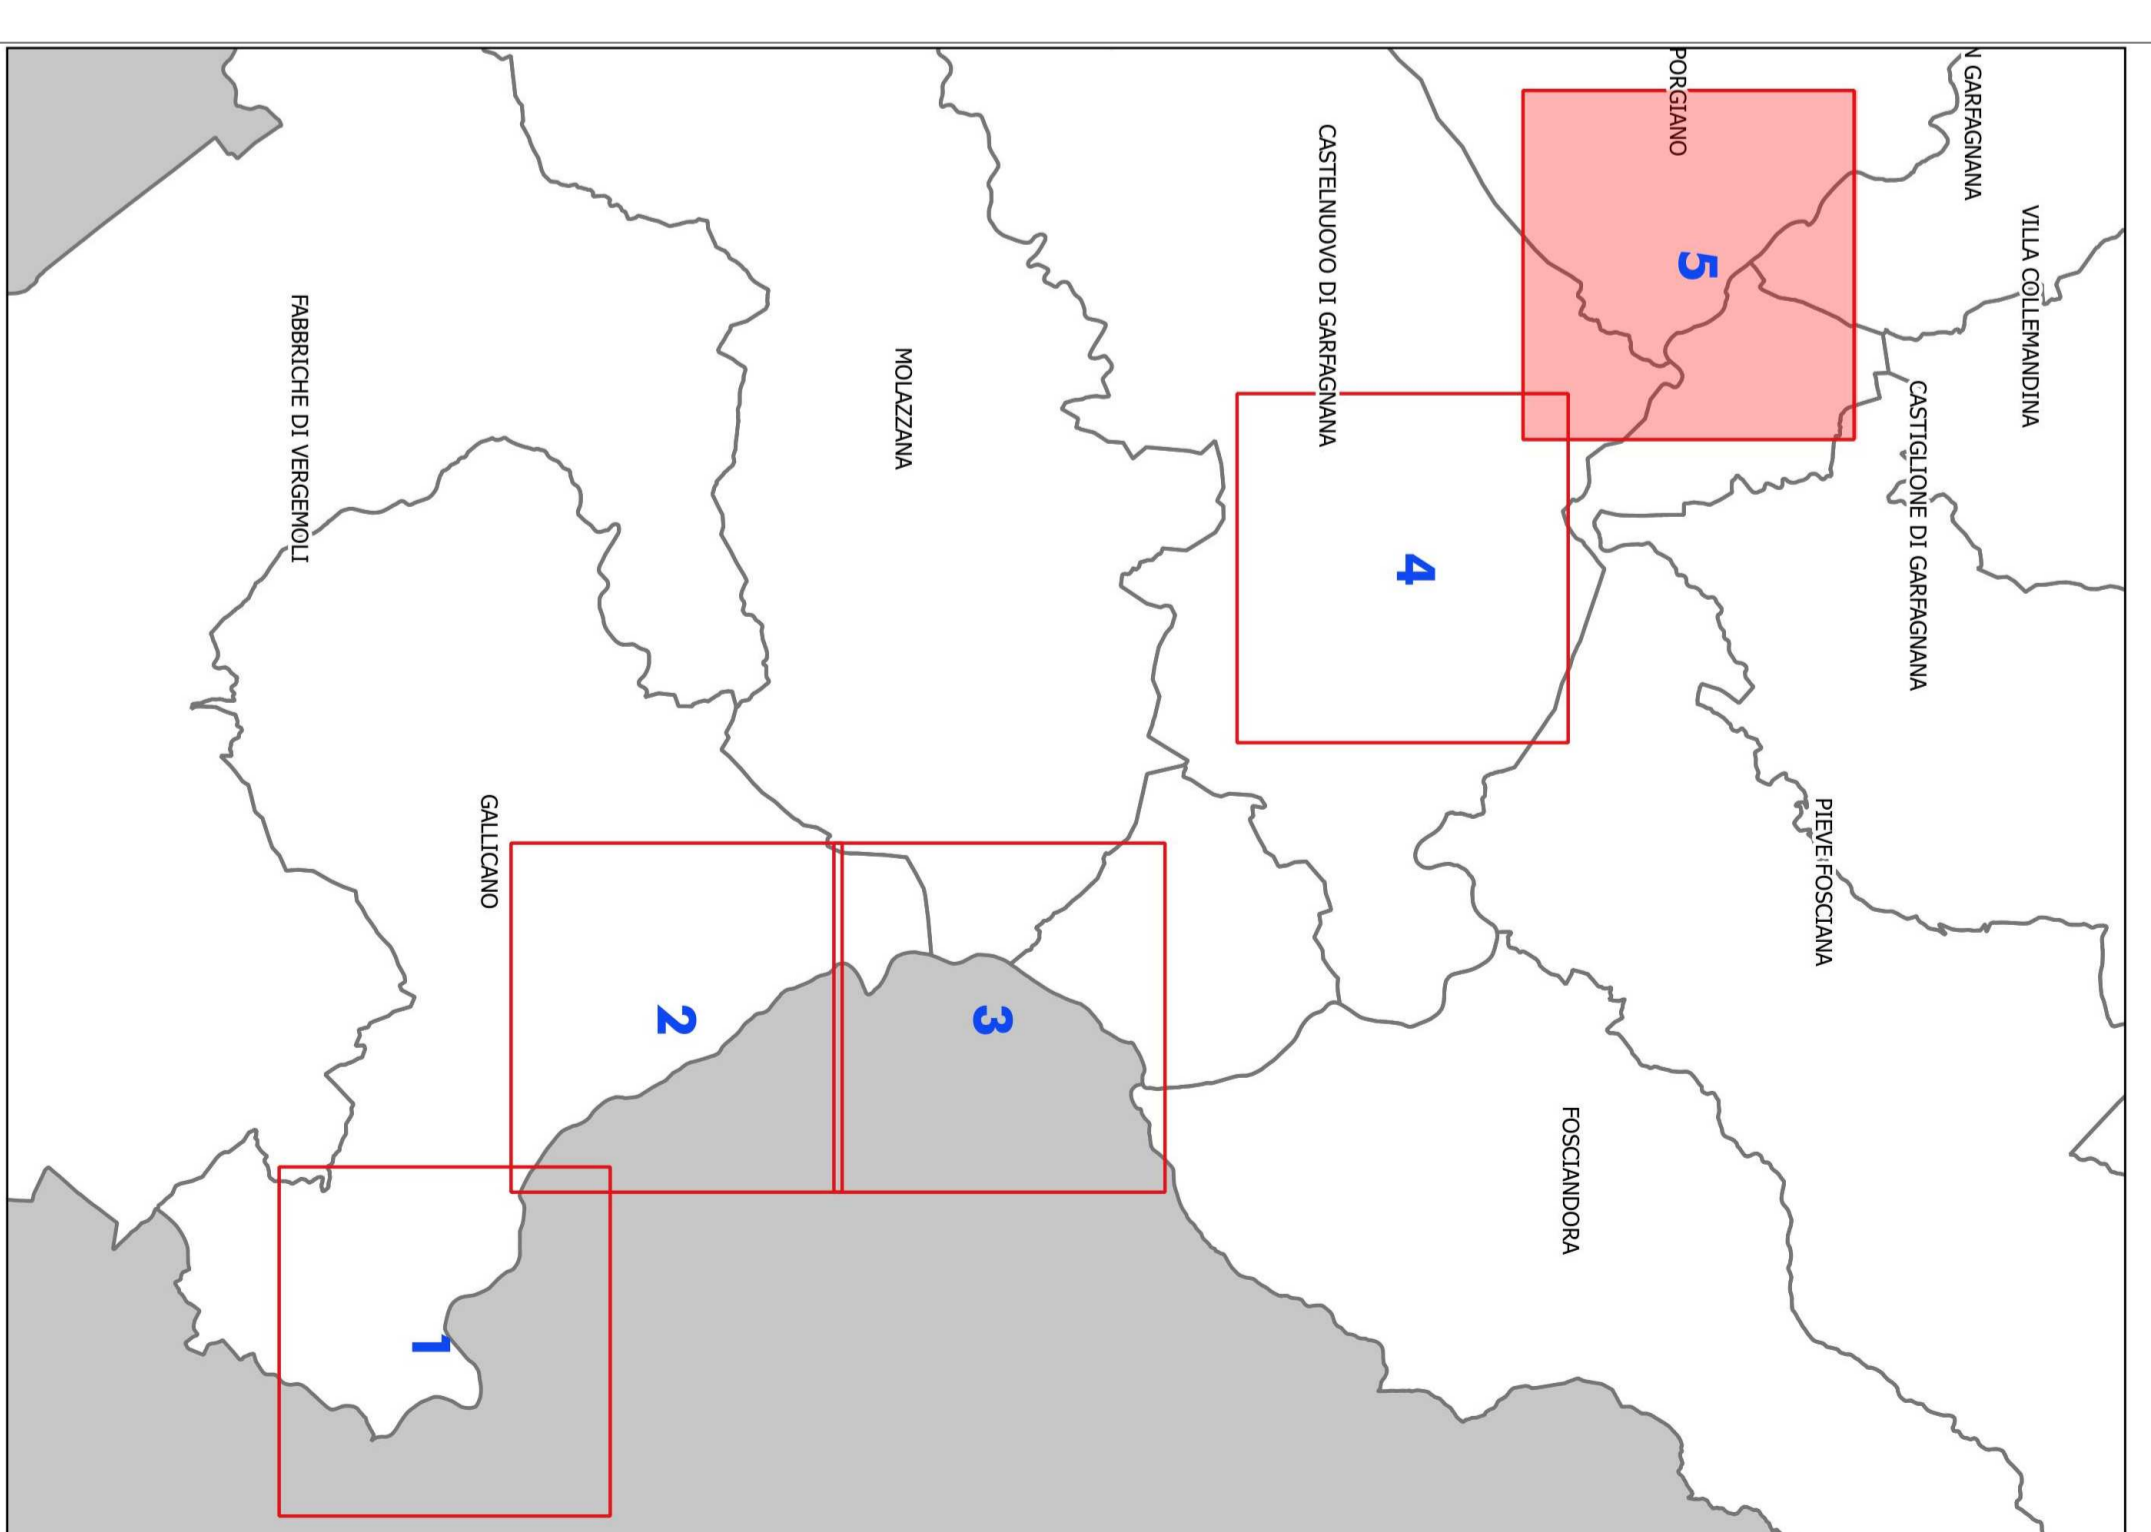 N GARFAGNANA
VILLA COLLEMANDINA
PORGIANO
CASTIGLIONE DI GARFAGNANA
5
CASTELNUOVO DI GARFAGNANA
4
PIEVE FOSCIANA
MOLAZZANA
FOSCIANDORA
3
FABBRICHE DI VERGEMOLI
GALLICANO
2
1